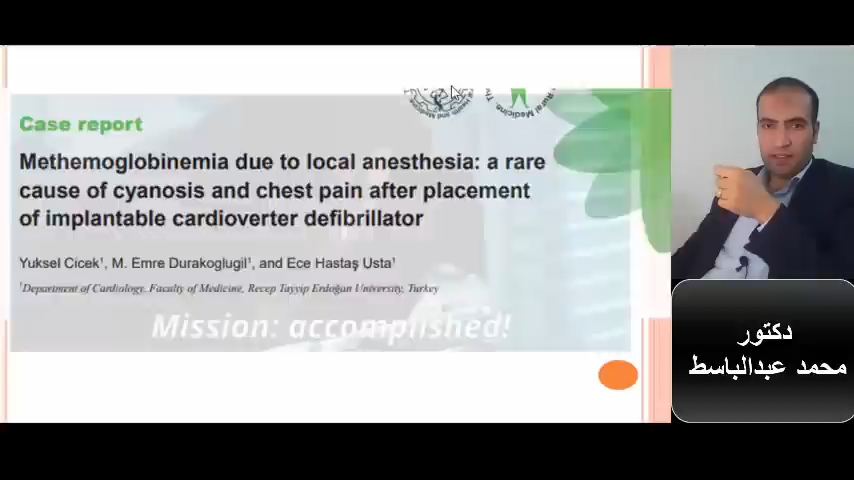 Case report
Methemoglobinemia due to local anesthesia: a rare
cause of cyanosis and chest pain after placement
of implantable cardioverter defibrillator
Yuksel Cicek¹, M. Emre Durakoglugil¹, and Ece Hastaş Usta¹
¹Department of Cardiology, Faculty of Medicine, Recep Tayyip Erdoğan University, Turkey
Mission: accomplished!
دكتور
محمد عبدالباسط